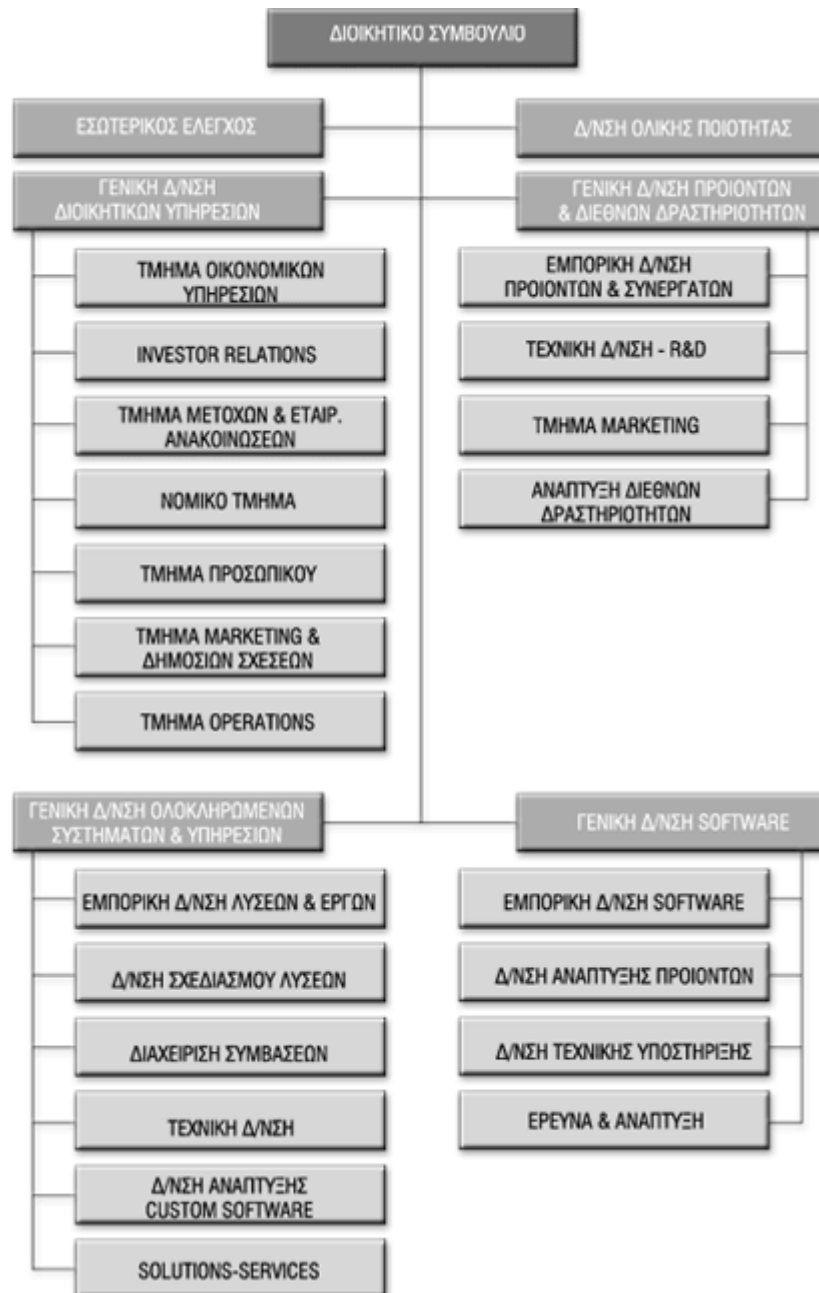 ΔΙΟΙΚΗΤΙΚΟ ΣΥΜΒΟΥΛΙΟ
ΕΣΩΤΕΡΙΚΟΣ ΕΛΕΓΧΟΣ
Δ/ΝΣΗ ΟΛΙΚΗΣ ΠΟΙΟΤΗΤΑΣ
ΓΕΝΙΚΗ Δ/ΝΣΗ
ΔΙΟΙΚΗΤΙΚΩΝ ΥΠΗΡΕΣΙΩΝ
ΤΜΗΜΑ ΟΙΚΟΝΟΜΙΚΩΝ
ΥΠΗΡΕΣΙΩΝ
INVESTOR RELATIONS
ΤΜΗΜΑ ΜΕΤΟΧΩΝ & ΕΤΑΙΡ.
ΑΝΑΚΟΙΝΩΣΕΩΝ
ΝΟΜΙΚΟ ΤΜΗΜΑ
ΤΜΗΜΑ ΠΡΟΣΩΠΙΚΟΥ
ΤΜΗΜΑ MARKETING &
ΔΗΜΟΣΙΩΝ ΣΧΕΣΕΩΝ
ΤΜΗΜΑ OPERATIONS
ΓΕΝΙΚΗ Δ/ΝΣΗ ΠΡΟΙΟΝΤΩΝ
& ΔΙΕΘΝΩΝ ΔΡΑΣΤΗΡΙΟΤΗΤΩΝ
ΕΜΠΟΡΙΚΗ Δ/ΝΣΗ
ΠΡΟΙΟΝΤΩΝ & ΣΥΝΕΡΓΑΤΩΝ
ΤΕΧΝΙΚΗ Δ/ΝΣΗ - R&D
ΤΜΗΜΑ MARKETING
ΑΝΑΠΤΥΞΗ ΔΙΕΘΝΩΝ
ΔΡΑΣΤΗΡΙΟΤΗΤΩΝ
ΓΕΝΙΚΗ Δ/ΝΣΗ ΟΛΟΚΛΗΡΩΜΕΝΩΝ
ΣΥΣΤΗΜΑΤΩΝ & ΥΠΗΡΕΣΙΩΝ
ΕΜΠΟΡΙΚΗ Δ/ΝΣΗ ΛΥΣΕΩΝ & ΕΡΓΩΝ
Δ/ΝΣΗ ΣΧΕΔΙΑΣΜΟΥ ΛΥΣΕΩΝ
ΔΙΑΧΕΙΡΙΣΗ ΣΥΜΒΑΣΕΩΝ
ΤΕΧΝΙΚΗ Δ/ΝΣΗ
Δ/ΝΣΗ ΑΝΑΠΤΥΞΗΣ
CUSTOM SOFTWARE
SOLUTIONS-SERVICES
ΓΕΝΙΚΗ Δ/ΝΣΗ SOFTWARE
ΕΜΠΟΡΙΚΗ Δ/ΝΣΗ SOFTWARE
Δ/ΝΣΗ ΑΝΑΠΤΥΞΗΣ ΠΡΟΙΟΝΤΩΝ
Δ/ΝΣΗ ΤΕΧΝΙΚΗΣ ΥΠΟΣΤΗΡΙΞΗΣ
ΕΡΕΥΝΑ & ΑΝΑΠΤΥΞΗ